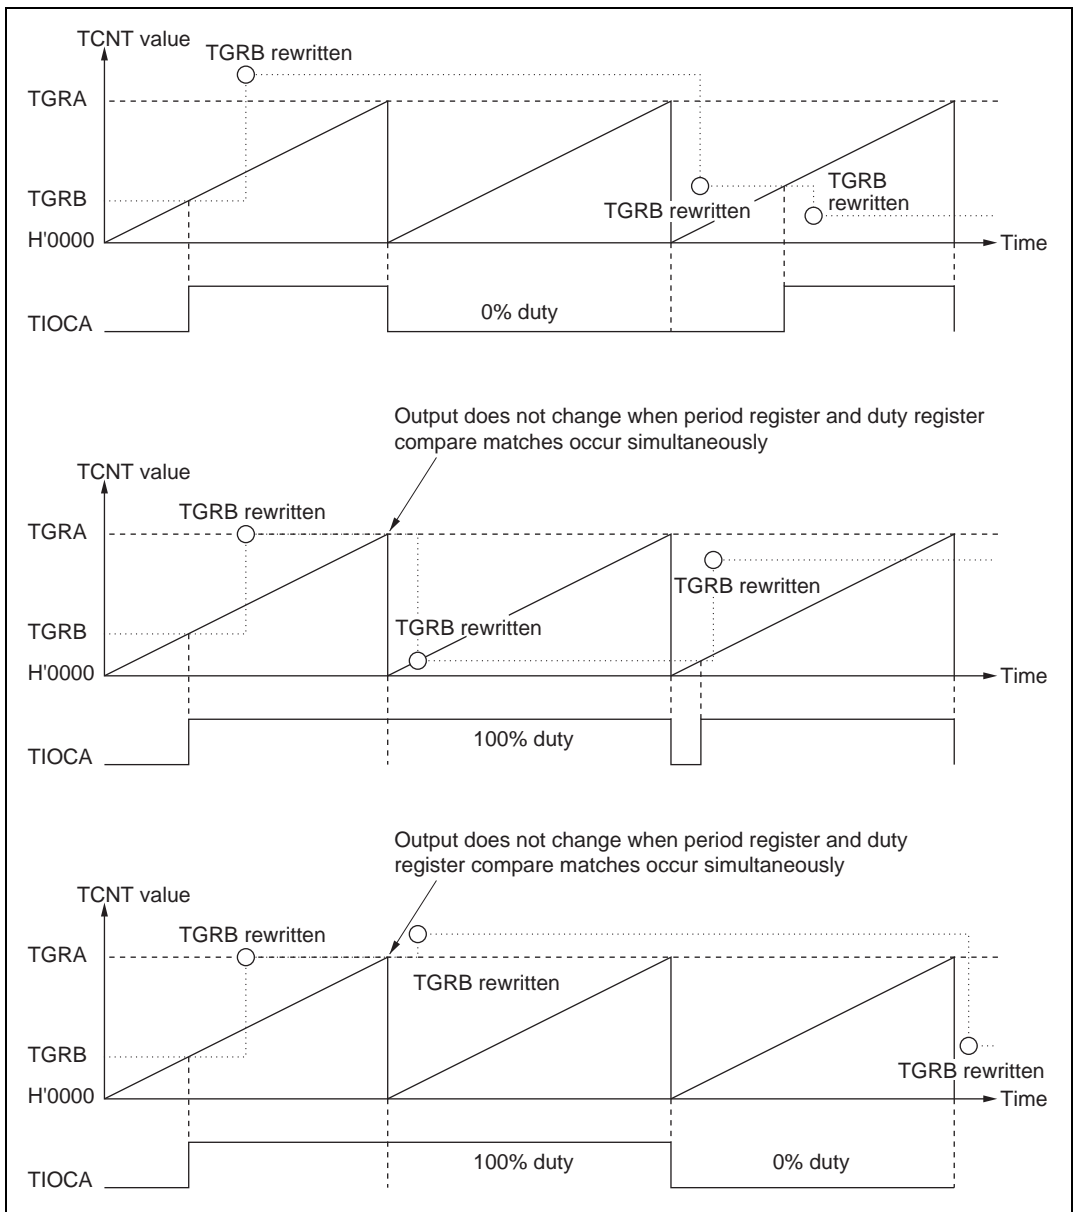 TCNT value
TGRB rewritten
TGRA
TGRB
TGRB rewritten
TGRB
rewritten
H'0000
Time
TIOCA
0% duty
Output does not change when period register and duty register
compare matches occur simultaneously
TCNT value
TGRB rewritten
TGRA
TGRB rewritten
TGRB
TGRB rewritten
H'0000
Time
TIOCA
100% duty
Output does not change when period register and duty
register compare matches occur simultaneously
TCNT value
TGRB rewritten
TGRA
TGRB rewritten
TGRB
TGRB rewritten
H'0000
Time
TIOCA
100% duty
0% duty